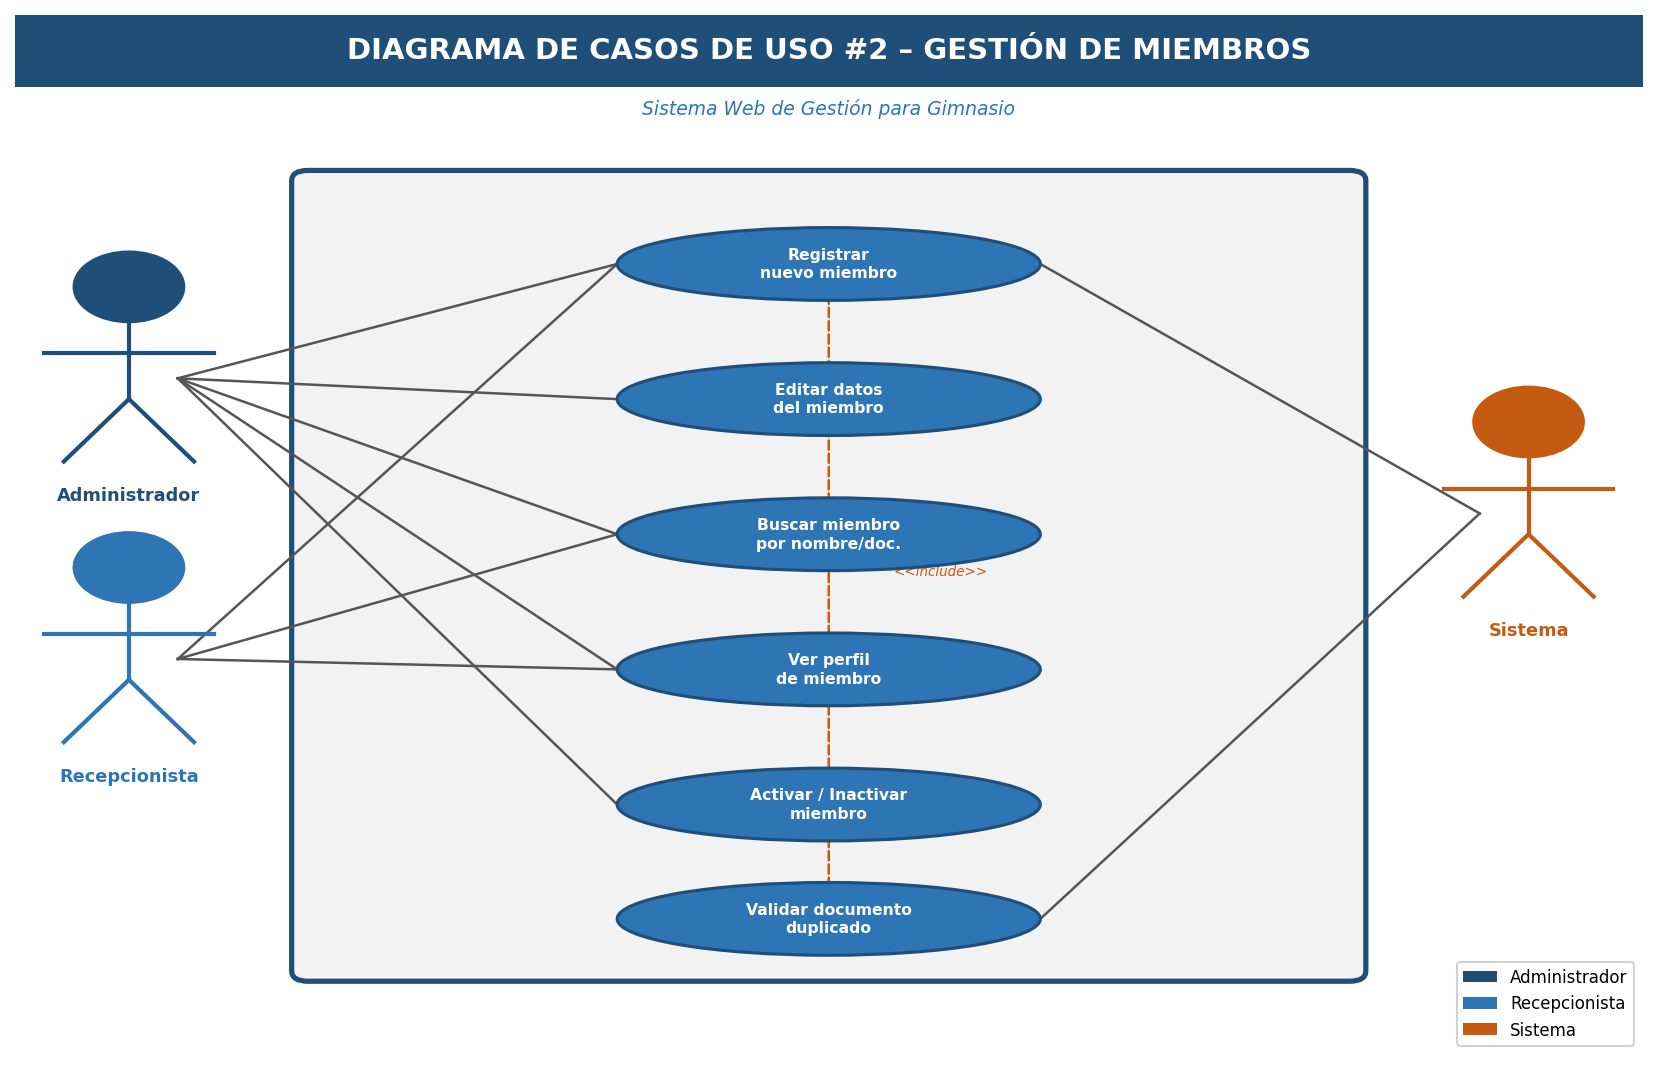 DIAGRAMA DE CASOS DE USO #2 – GESTIÓN DE MIEMBROS
Sistema Web de Gestión para Gimnasio
Registrar
nuevo miembro
Editar datos
del miembro
Administrador
Buscar miembro
por nombre/doc.
<<include>>
Sistema
Ver perfil
de miembro
Recepcionista
Activar / Inactivar
miembro
Validar documento
duplicado
Administrador
Recepcionista
Sistema